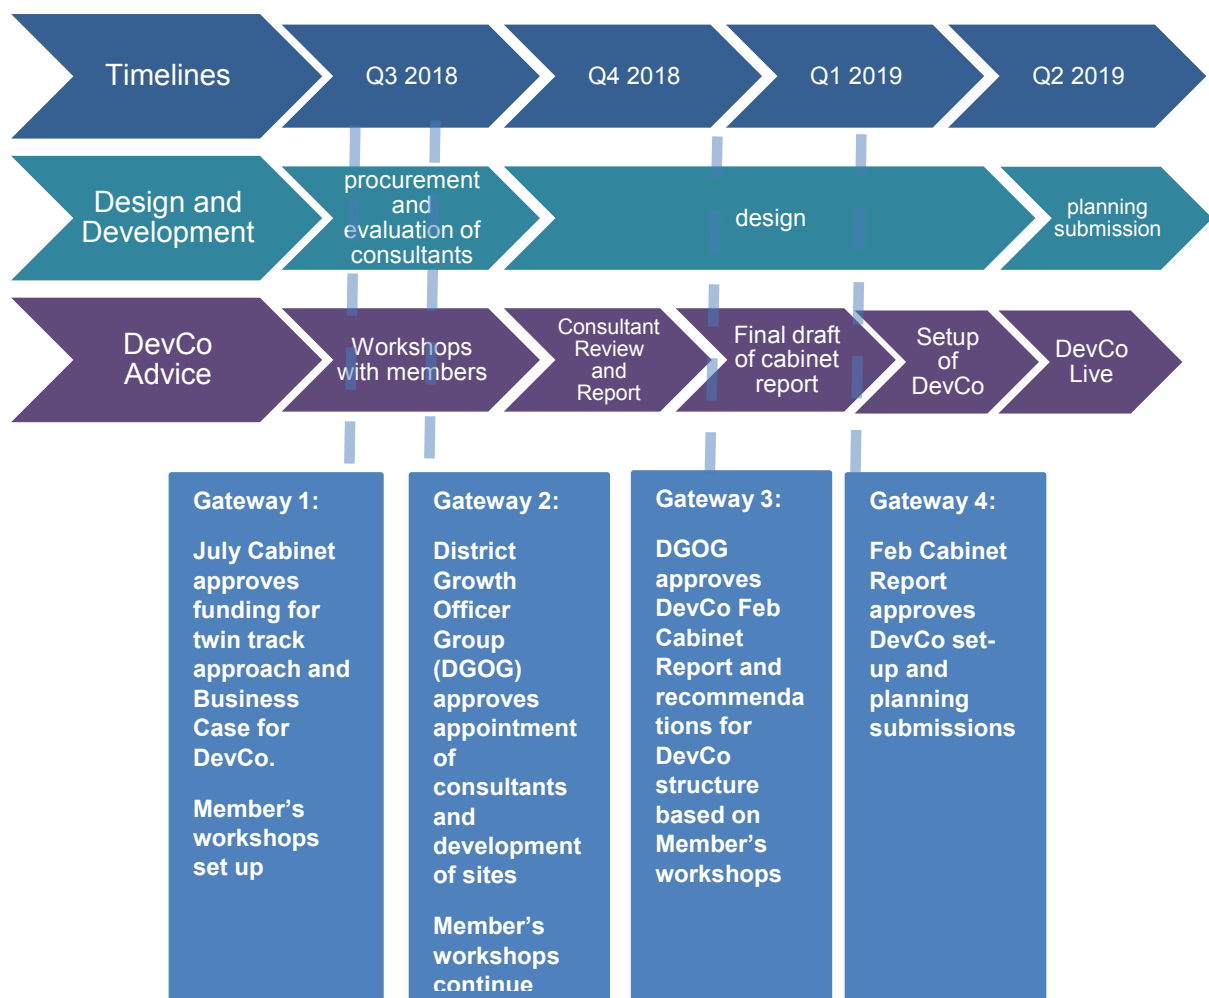 Timelines
Q3 2018
Q4 2018
Q1 2019
Q2 2019
Design and
Development
procurement
and
evaluation of
consultants
design
planning
submission
DevCo
Advice
Workshops
with members
Consultant
Review
and
Report
Final draft
of cabinet
report
Setup
of
DevCo
DevCo
Live
Gateway 1:
July Cabinet
approves
funding for
twin track
approach and
Business
Case for
DevCo.
Member’s
workshops
set up
Gateway 2:
District
Growth
Officer
Group
(DGOG)
approves
appointment
of
consultants
and
development
of sites
Member’s
workshops
continue
Gateway 3:
DGOG
approves
DevCo Feb
Cabinet
Report and
recommenda
tions for
DevCo
structure
based on
Member’s
workshops
Gateway 4:
Feb Cabinet
Report
approves
DevCo set-
up and
planning
submissions